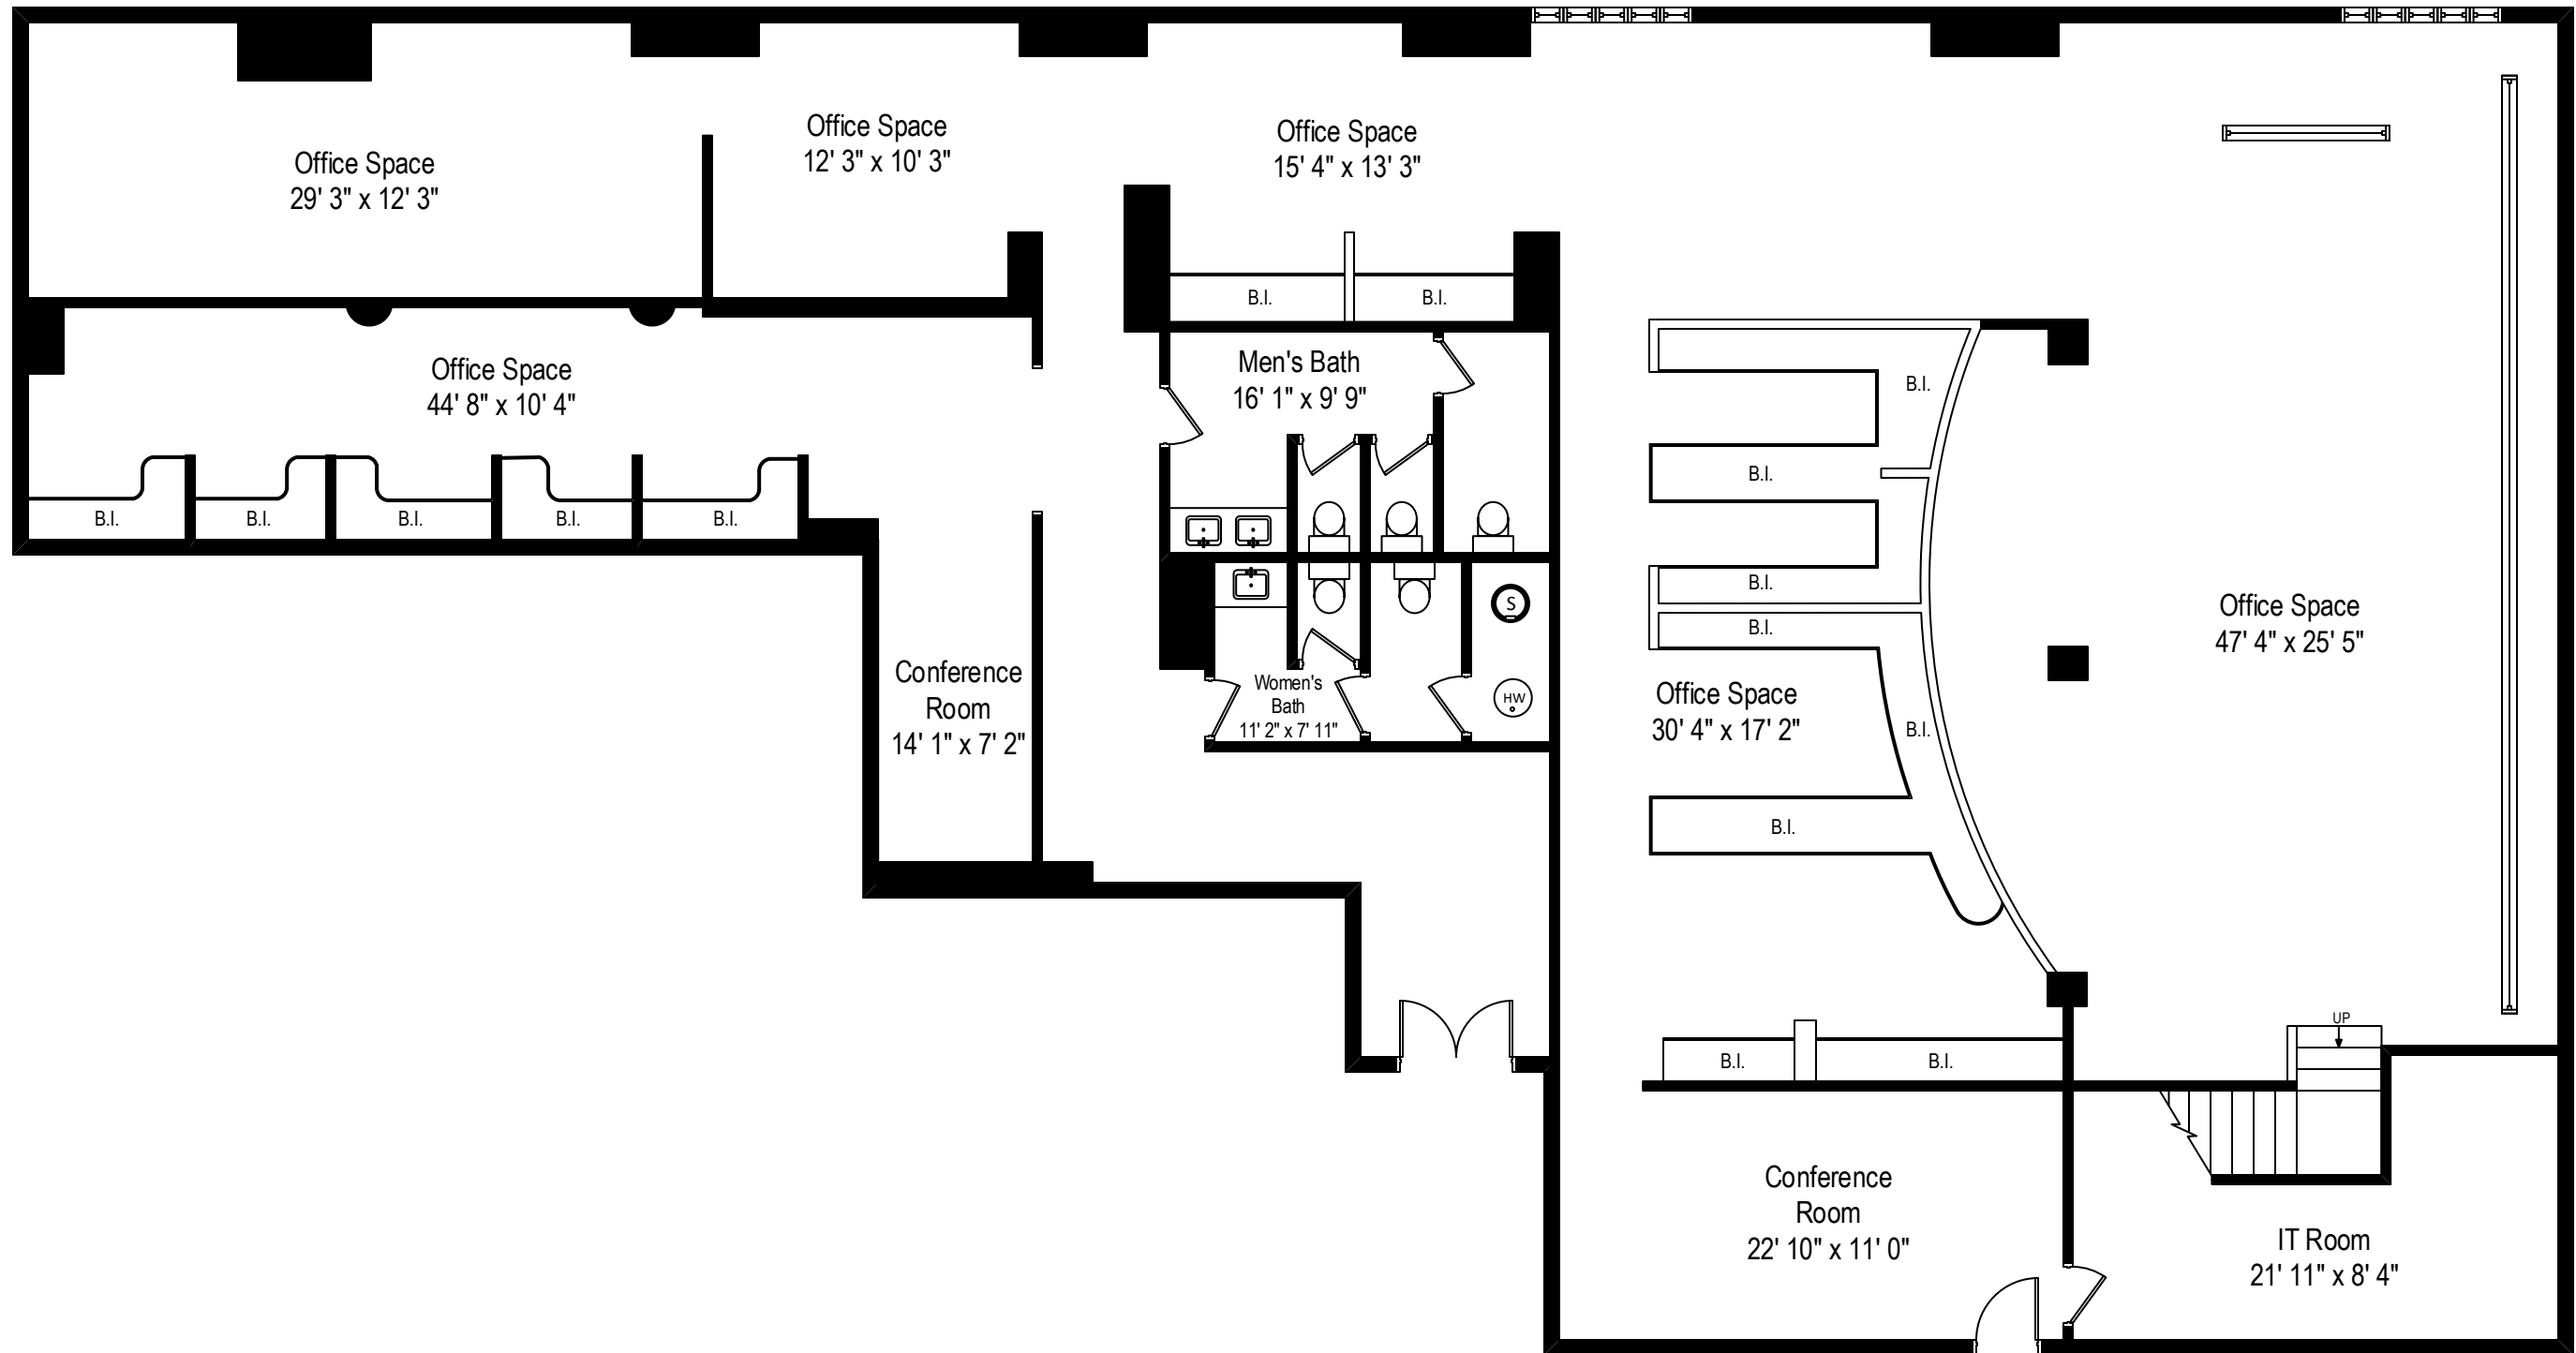 Office Space
29' 3" x 12' 3"
Office Space
12' 3" x 10' 3"
Office Space
15' 4" x 13' 3"
B.I.
B.I.
Office Space
44' 8" x 10' 4"
B.I.
B.I.
B.I.
B.I.
B.I.
Men's Bath
16' 1" x 9' 9"
Conference
Room
14' 1" x 7' 2"
Women's
Bath
11' 2" x 7' 11"
S
HW
B.I.
B.I.
B.I.
B.I.
Office Space
30' 4" x 17' 2"
B.I.
B.I.
Office Space
47' 4" x 25' 5"
B.I.
B.I.
UP
Conference
Room
22' 10" x 11' 0"
IT Room
21' 11" x 8' 4"